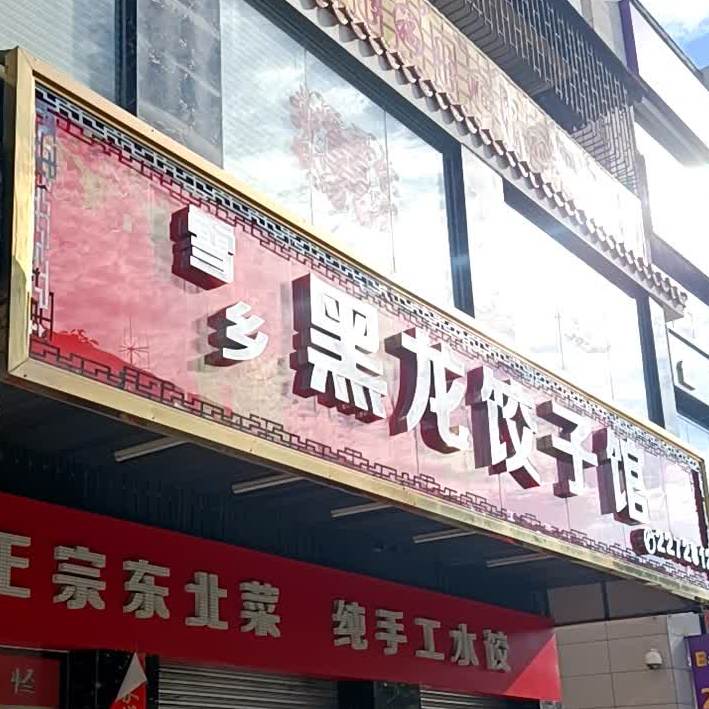 雪乡
黑龙饺子馆
正宗东北菜 纯手工水饺